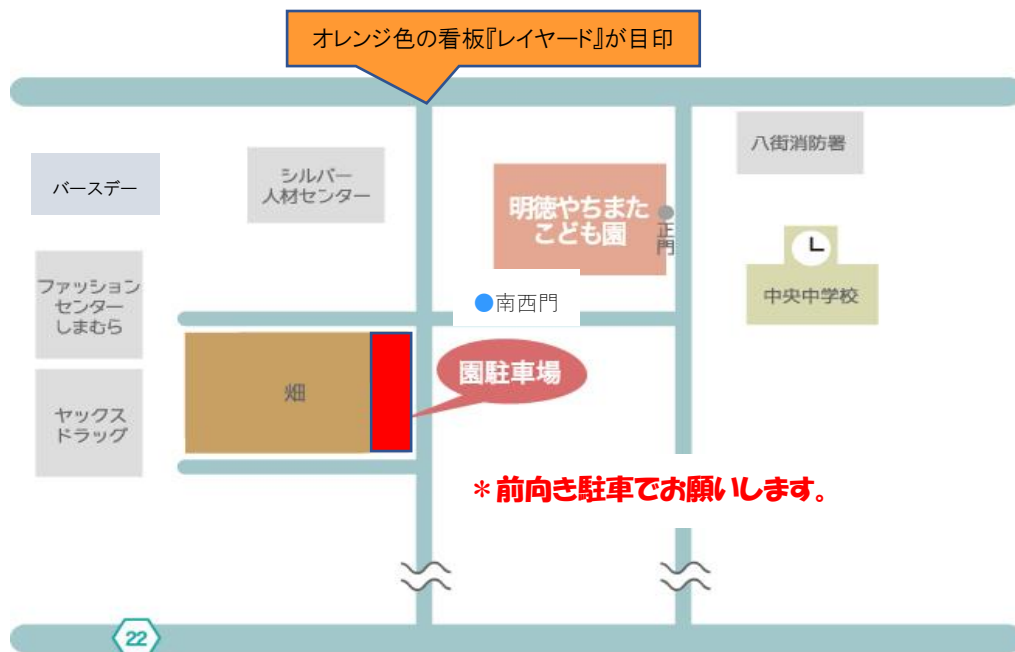 オレンジ色の看板『レイヤード』が目印
八街消防署
バースデー
シルバー
人材センター
明徳やちまた
こども園
正門
ファッション
センター
しまむら
南西門
中央中学校
園駐車場
畑
ヤックス
ドラッグ
＊前向き駐車でお願いします。
22